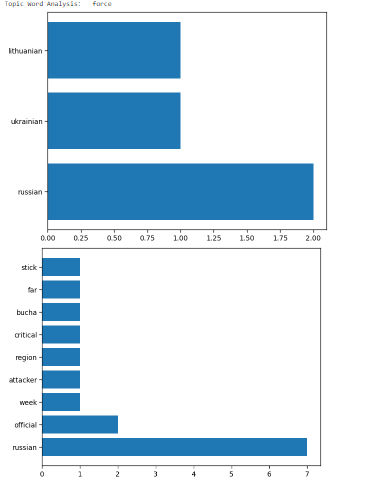 Topic Word Analysis: force
lithuanian
ukrainian
russian
0.00 0.25 0.50 0.75 1.00 1.25 1.50 1.75 2.00
stick
far
bucha
critical
region
attacker
week
official
russian
0 1 2 3 4 5 6 7